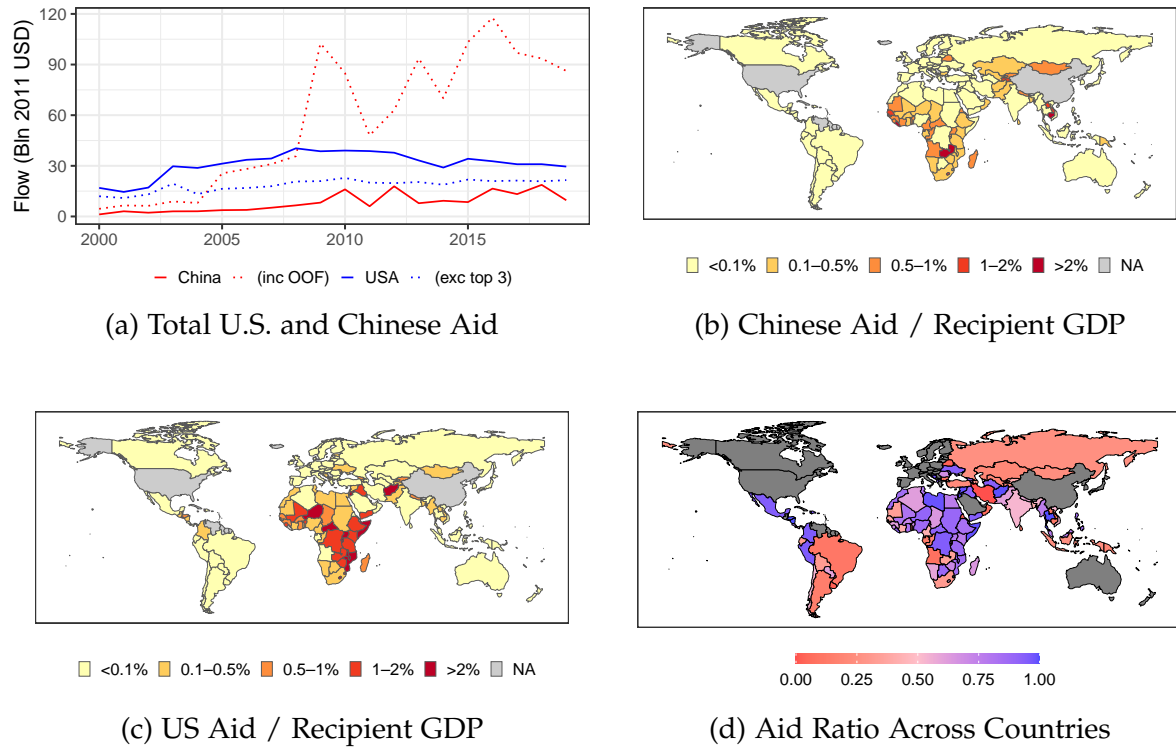 Flow (Bln 2011 USD)
120
90
60
30
0
2000
2005
2010
2015
China (inc OOF) USA (exc top 3)
(a) Total U.S. and Chinese Aid
<0.1% 0.1–0.5% 0.5–1% 1–2% >2% NA
(b) Chinese Aid / Recipient GDP
<0.1% 0.1–0.5% 0.5–1% 1–2% >2% NA
(c) US Aid / Recipient GDP
0.00 0.25 0.50 0.75 1.00
(d) Aid Ratio Across Countries